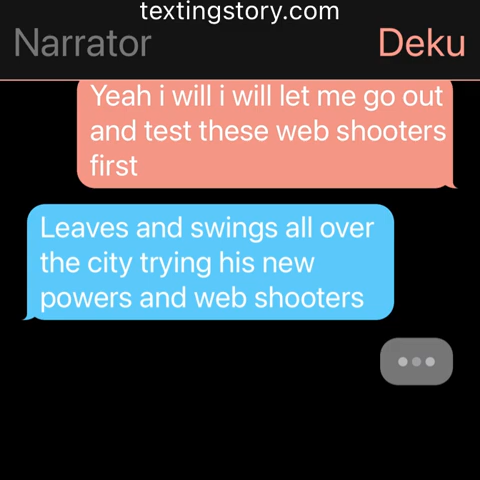 textingstory.com
Narrator Deku
Yeah i will i will let me go out
and test these web shooters
first
Leaves and swings all over
the city trying his new
powers and web shooters